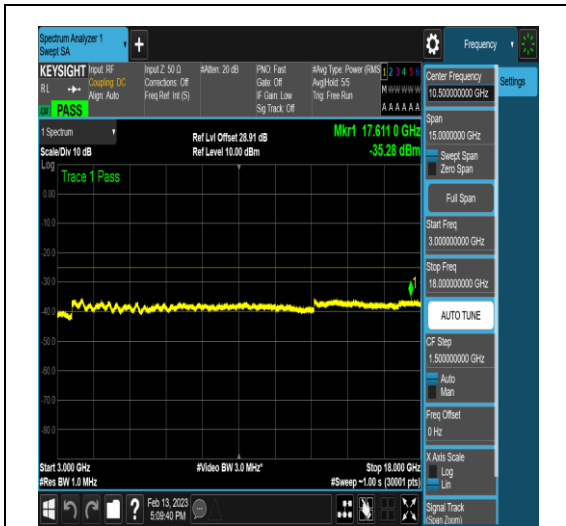 Spectrum Analyzer 1
Swept SA
Frequency
KEYSIGHT
Input: RF
Coupling: DC
Align: Auto
Input Z: 50 Ω
Corrections: Off
Freq Ref: Int (S)
#Atten: 20 dB
PNO: Fast
Gate: Off
IF Gain: Low
Sig Track: Off
#Avg Type: Power (RMS
Avg|Hold: 5/5
Trig: Free Run
1 2 3 4 5 6
M W W W W W
A A A A A A
R L
PASS
Center Frequency
10.500000000 GHz
Settings
Span
15.0000000 GHz
Swept Span
Zero Span
Full Span
Start Freq
3.000000000 GHz
Stop Freq
18.000000000 GHz
AUTO TUNE
CF Step
1.500000000 GHz
Auto
Man
Freq Offset
0 Hz
X Axis Scale
Log
Lin
Signal Track
(Span Zoom)
1 Spectrum
Scale/Div 10 dB
Ref Lvl Offset 28.91 dB
Ref Level 10.00 dBm
Mkr1 17.611 0 GHz
-35.28 dBm
Log
Trace 1 Pass
0.00
-10.0
-20.0
-30.0
-40.0
-50.0
-60.0
-70.0
-80.0
1
Start 3.000 GHz
#Res BW 1.0 MHz
#Video BW 3.0 MHz*
Stop 18.000 GHz
#Sweep ~1.00 s (30001 pts)
Feb 13, 2023
5:09:40 PM